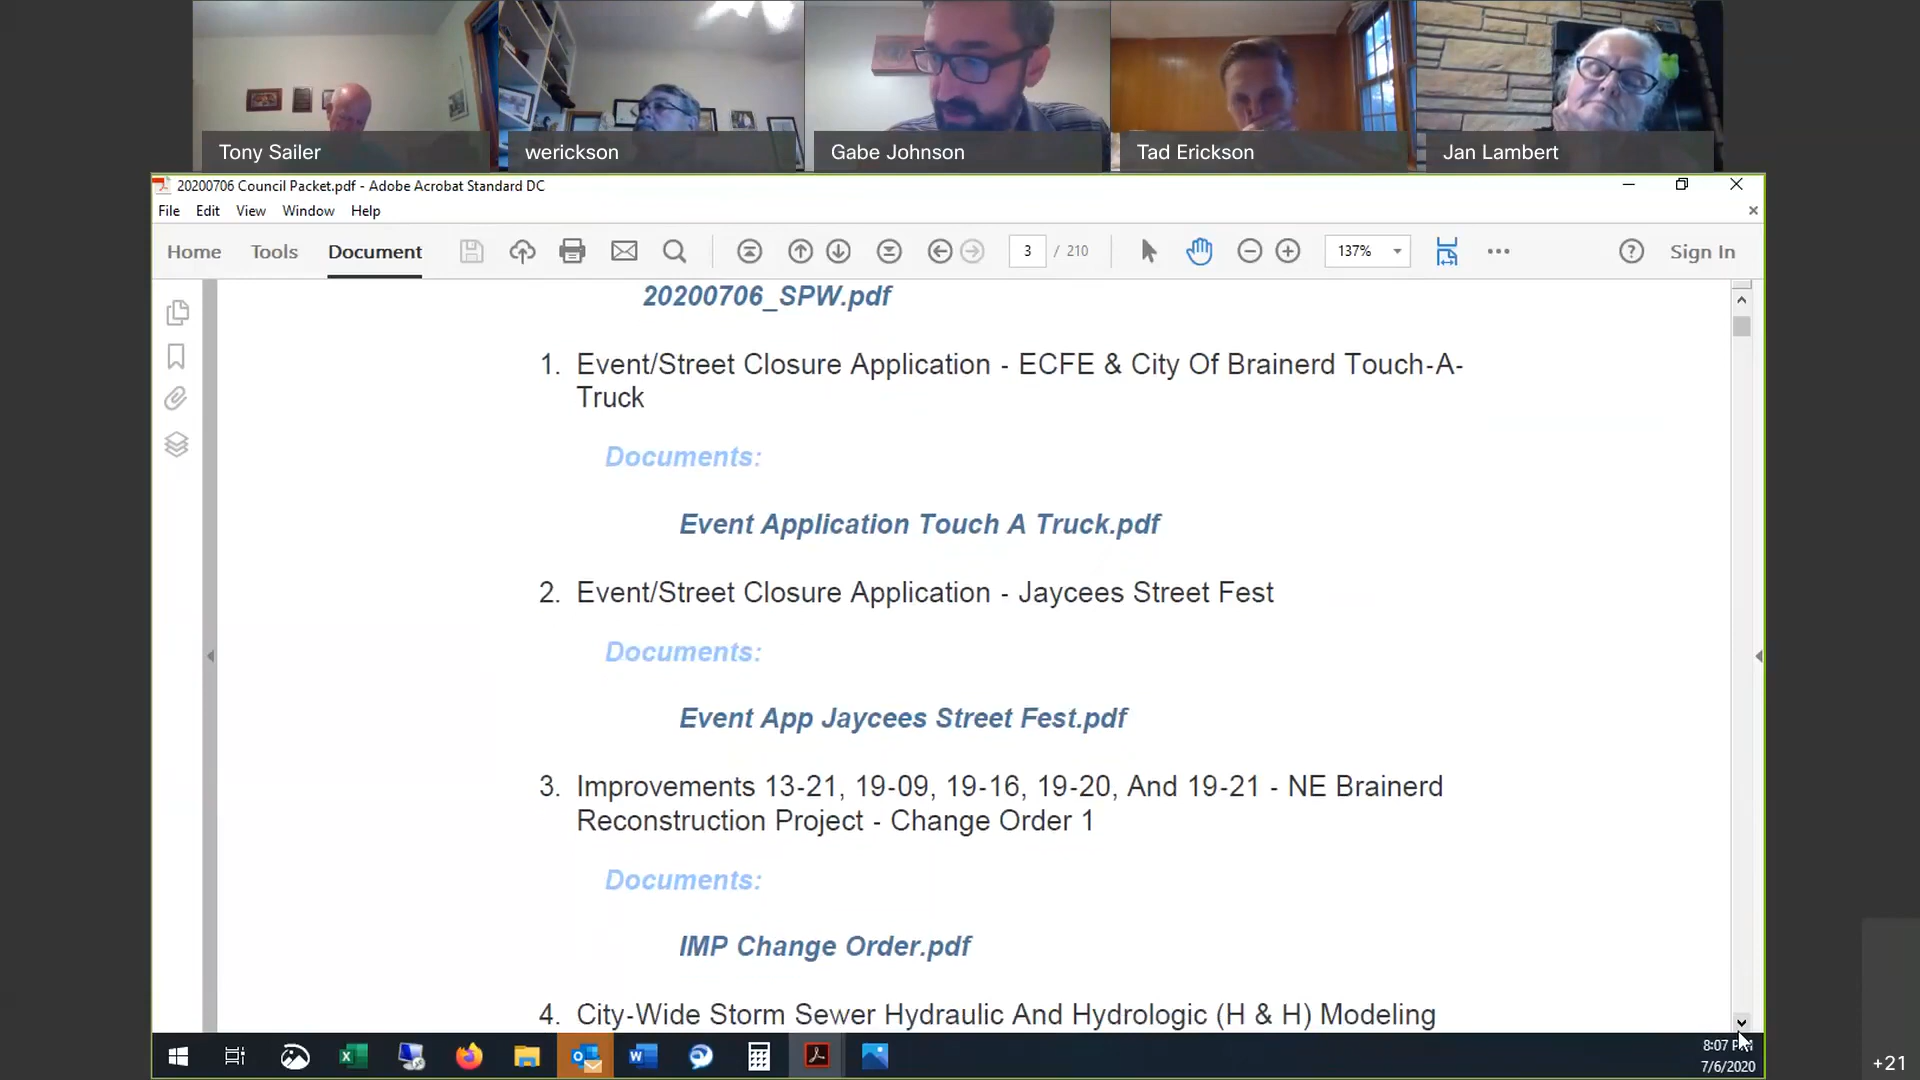 Tony Sailer
werickson
Gabe Johnson
Tad Erickson
Jan Lambert
20200706 Council Packet.pdf - Adobe Acrobat Standard DC
File Edit View Window Help
Home Tools Document 3 / 210 137% Sign In
20200706_SPW.pdf
1. Event/Street Closure Application - ECFE & City Of Brainerd Touch-A-
Truck
Documents:
Event Application Touch A Truck.pdf
2. Event/Street Closure Application - Jaycees Street Fest
Documents:
Event App Jaycees Street Fest.pdf
3. Improvements 13-21, 19-09, 19-16, 19-20, And 19-21 - NE Brainerd
Reconstruction Project - Change Order 1
Documents:
IMP Change Order.pdf
4. City-Wide Storm Sewer Hydraulic And Hydrologic (H & H) Modeling
8:07 PM
7/6/2020
+21